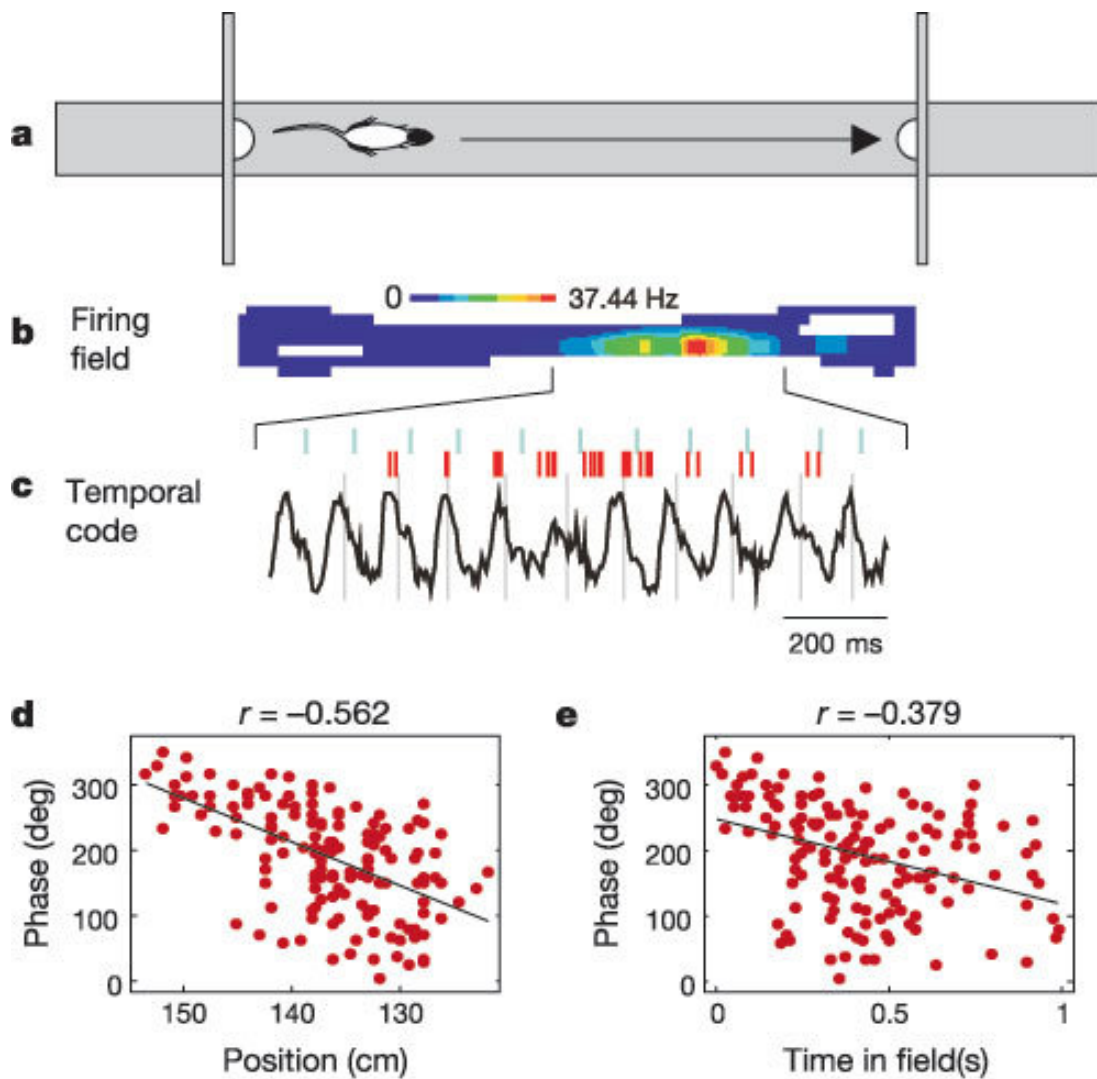 a
0 37.44 Hz
b Firing
field
c Temporal
code
200 ms
d r = –0.562
Phase (deg)
300
200
100
0
150 140 130
Position (cm)
e r = –0.379
Phase (deg)
300
200
100
0
0 0.5 1
Time in field(s)